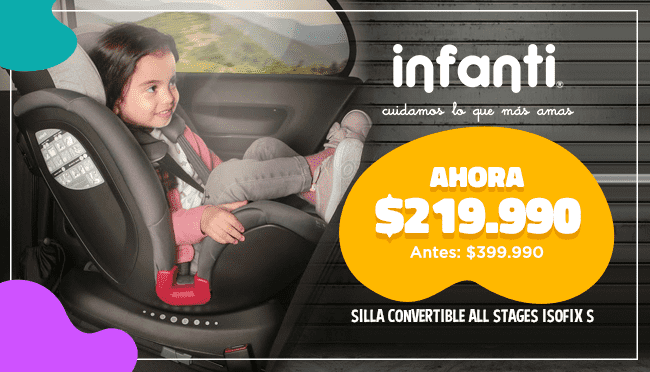 infanti®
cuidamos lo que más amas
AHORA
$219.990
Antes: $399.990
SILLA CONVERTIBLE ALL STAGES ISOFIX S